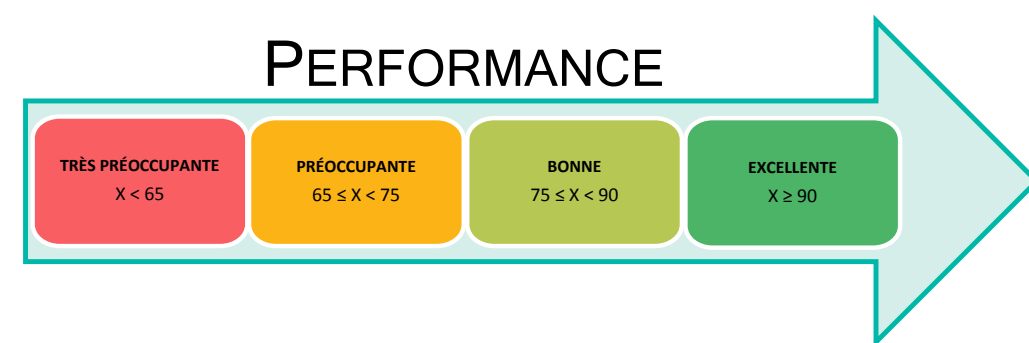 PERFORMANCE
TRÈS PRÉOCCUPANTE
X < 65
PRÉOCCUPANTE
65 ≤ X < 75
BONNE
75 ≤ X < 90
EXCELLENTE
X ≥ 90